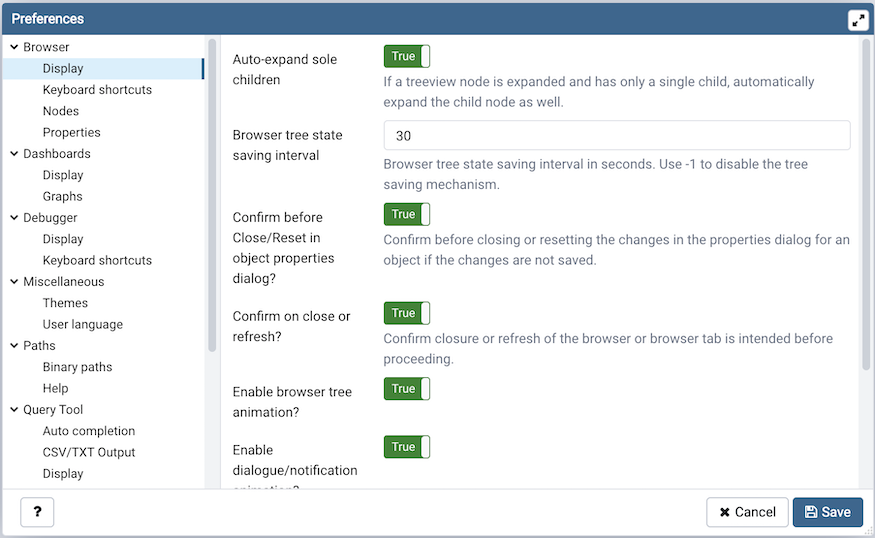 Preferences
Browser
Display
Keyboard shortcuts
Nodes
Properties
Dashboards
Display
Graphs
Debugger
Display
Keyboard shortcuts
Miscellaneous
Themes
User language
Paths
Binary paths
Help
Query Tool
Auto completion
CSV/TXT Output
Display
Auto-expand sole
children
True
If a treeview node is expanded and has only a single child, automatically
expand the child node as well.
Browser tree state
saving interval
30
Browser tree state saving interval in seconds. Use -1 to disable the tree
saving mechanism.
Confirm before
Close/Reset in
object properties
dialog?
True
Confirm before closing or resetting the changes in the properties dialog for an
object if the changes are not saved.
Confirm on close or
refresh?
True
Confirm closure or refresh of the browser or browser tab is intended before
proceeding.
Enable browser tree
animation?
True
Enable
dialogue/notification
animation?
True
?
Cancel
Save